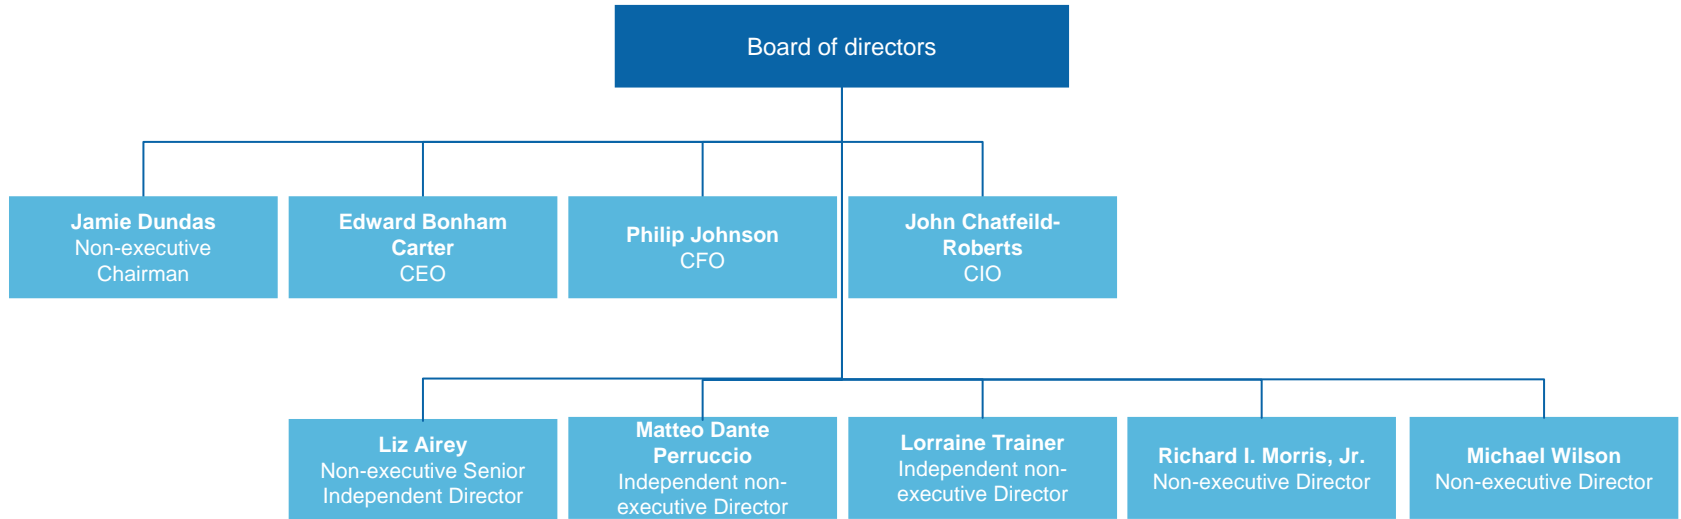 Board of directors
Jamie Dundas
Non-executive
Chairman
Edward Bonham
Carter
CEO
Philip Johnson
CFO
John Chatfeild-
Roberts
CIO
Liz Airey
Non-executive Senior
Independent Director
Matteo Dante
Perruccio
Independent non-
executive Director
Lorraine Trainer
Independent non-
executive Director
Richard I. Morris, Jr.
Non-executive Director
Michael Wilson
Non-executive Director